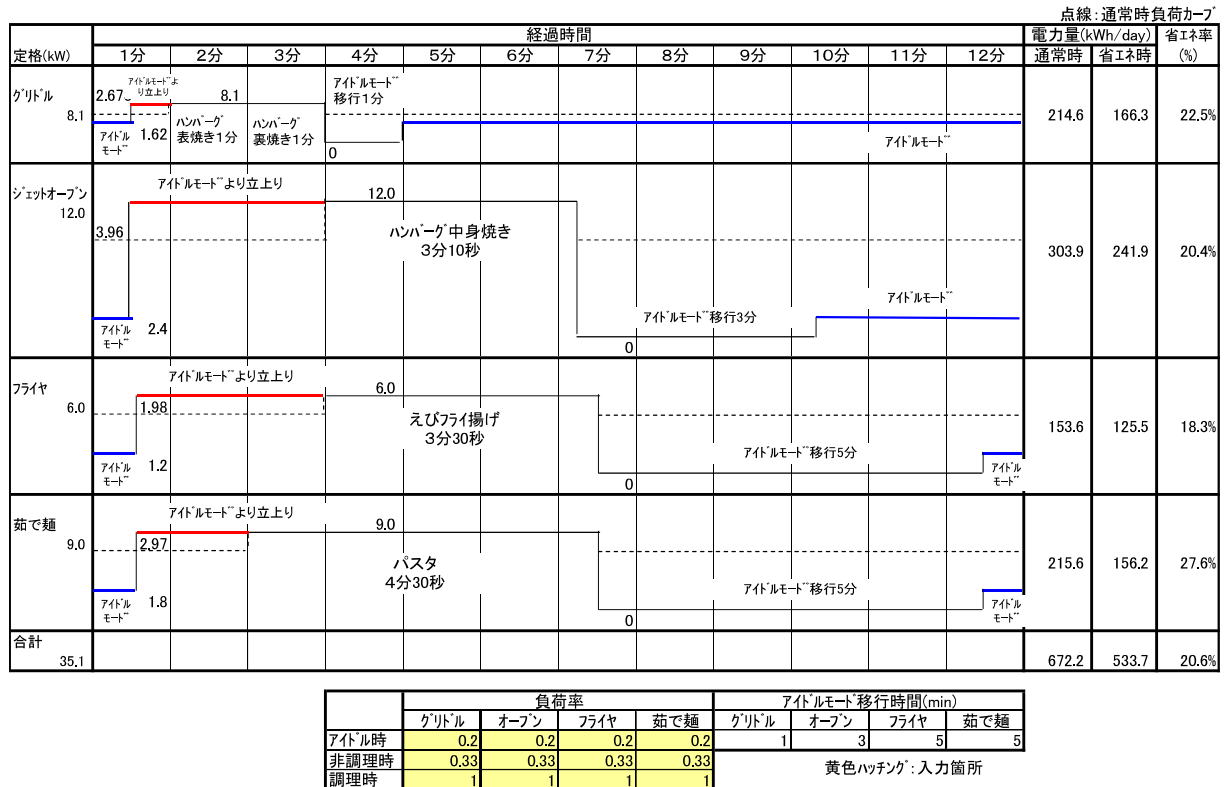 点線:通常時負荷カーブ
定格(kW) 経過時間 電力量(kWh/day) 省エネ率
1分 2分 3分 4分 5分 6分 7分 8分 9分 10分 11分 12分 通常時 省エネ時 (%)
グリドル
8.1
2.67
アイドルモードよ
り立上り
8.1
アイドルモード
移行1分
アイドル
モード
1.62
ハンバーグ
表焼き1分
ハンバーグ
裏焼き1分
0
アイドルモード
214.6 166.3 22.5%
ジェットオーブン
12.0
アイドルモードより立上り
12.0
3.96
ハンバーグ中身焼き
3分10秒
アイドル
モード
2.4
アイドルモード移行3分
0
アイドルモード
303.9 241.9 20.4%
フライヤ
6.0
アイドルモードより立上り
6.0
1.98
えびフライ揚げ
3分30秒
アイドル
モード
1.2
アイドルモード移行5分
0
アイドル
モード
153.6 125.5 18.3%
茹で麺
9.0
アイドルモードより立上り
9.0
2.97
パスタ
4分30秒
アイドル
モード
1.8
アイドルモード移行5分
0
アイドル
モード
215.6 156.2 27.6%
合計
35.1
672.2 533.7 20.6%
負荷率 アイドルモード移行時間(min)
グリドル オーブン フライヤ 茹で麺 グリドル オーブン フライヤ 茹で麺
アイドル時 0.2 0.2 0.2 0.2 1 3 5 5
非調理時 0.33 0.33 0.33 0.33
調理時 1 1 1 1
黄色ハッチング:入力箇所